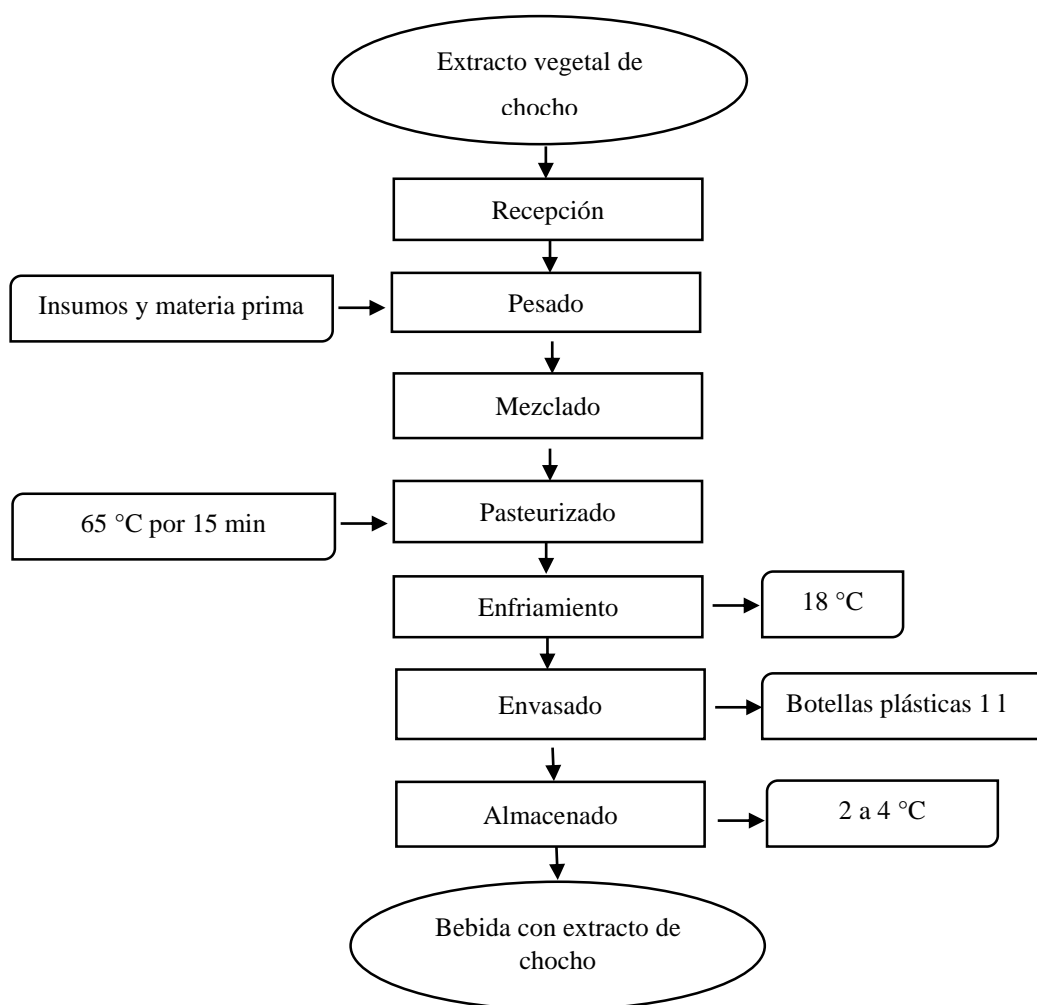 Extracto vegetal de
chocho
Recepción
Insumos y materia prima
Pesado
Mezclado
65 °C por 15 min
Pasteurizado
Enfriamiento
18 °C
Envasado
Botellas plásticas 1 l
Almacenado
2 a 4 °C
Bebida con extracto de
chocho